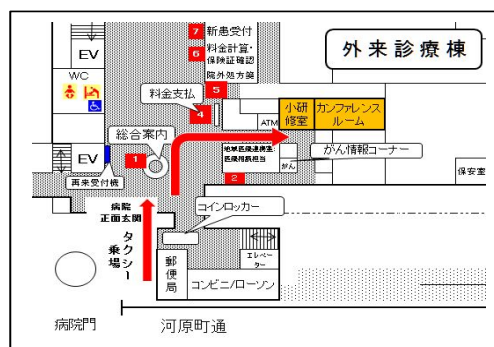 外来診療棟
7
新患受付
6
料金計算・
保険証確認
院外処方箋
EV
WC
5
料金支払
4
ATM
小研
修室
カンファレンス
ルーム
総合案内
1
地域医療連携室:
医療相談担当
がん情報コーナー
がん
EV
再来受付機
2
保安室
病院
正面玄関
コインロッカー
タクシー
乗場
郵便局
エレベー
ター
コンビニ/ローソン
病院門
河原町通